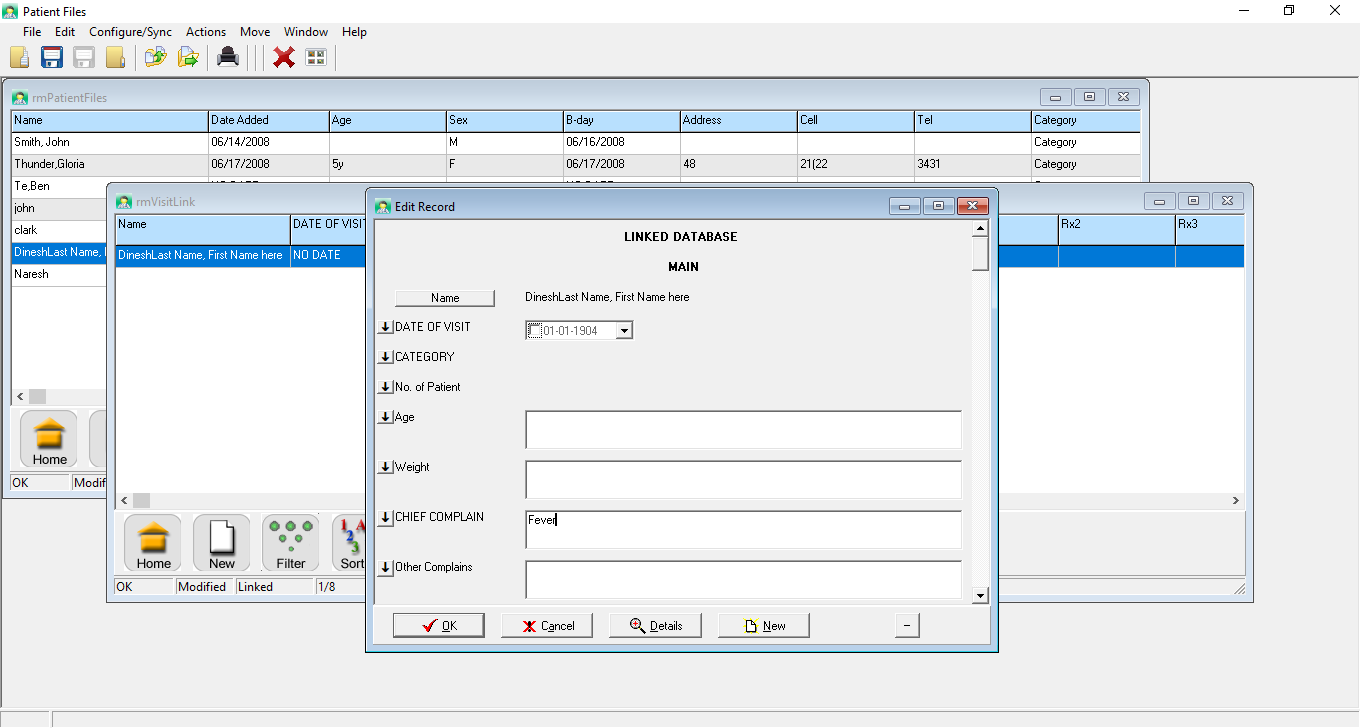 Patient Files
File Edit Configure/Sync Actions Move Window Help
rmPatientFiles
Name Date Added Age Sex B-day Address Cell Tel Category
Smith, John 06/14/2008 M 06/16/2008 Category
Thunder,Gloria 06/17/2008 5y F 06/17/2008 48 21(22 3431 Category
Te,Ben
john
clark
DineshLast Name,
Naresh
Home
OK Modif
rmVisitLink
Name DATE OF VISIT Rx2 Rx3
DineshLast Name, First Name here NO DATE
Home New Filter Sort
OK Modified Linked 1/8
Edit Record
LINKED DATABASE
MAIN
Name DineshLast Name, First Name here
DATE OF VISIT 01-01-1904
CATEGORY
No. of Patient
Age
Weight
CHIEF COMPLAIN Fever
Other Complains
OK Cancel Details New −